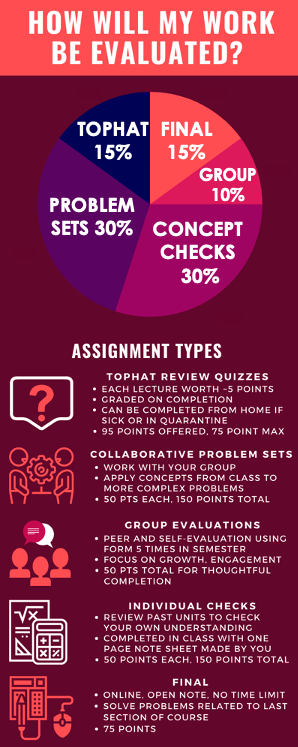 HOW WILL MY WORK
BE EVALUATED?
TOPHAT
15%
FINAL
15%
GROUP
10%
PROBLEM
SETS 30%
CONCEPT
CHECKS
30%
ASSIGNMENT TYPES
TOPHAT REVIEW QUIZZES
• EACH LECTURE WORTH ~5 POINTS
• GRADED ON COMPLETION
• CAN BE COMPLETED FROM HOME IF
SICK OR IN QUARANTINE
• 95 POINTS OFFERED, 75 POINT MAX
?
COLLABORATIVE PROBLEM SETS
• WORK WITH YOUR GROUP
• APPLY CONCEPTS FROM CLASS TO
MORE COMPLEX PROBLEMS
• 50 PTS EACH, 150 POINTS TOTAL
GROUP EVALUATIONS
• PEER AND SELF-EVALUATION USING
FORM 5 TIMES IN SEMESTER
• FOCUS ON GROWTH, ENGAGEMENT
• 50 PTS TOTAL FOR THOUGHTFUL
COMPLETION
√x
INDIVIDUAL CHECKS
• REVIEW PAST UNITS TO CHECK
YOUR OWN UNDERSTANDING
• COMPLETED IN CLASS WITH ONE
PAGE NOTE SHEET MADE BY YOU
• 50 POINTS EACH, 150 POINTS TOTAL
FINAL
• ONLINE, OPEN NOTE, NO TIME LIMIT
• SOLVE PROBLEMS RELATED TO LAST
SECTION OF COURSE
• 75 POINTS